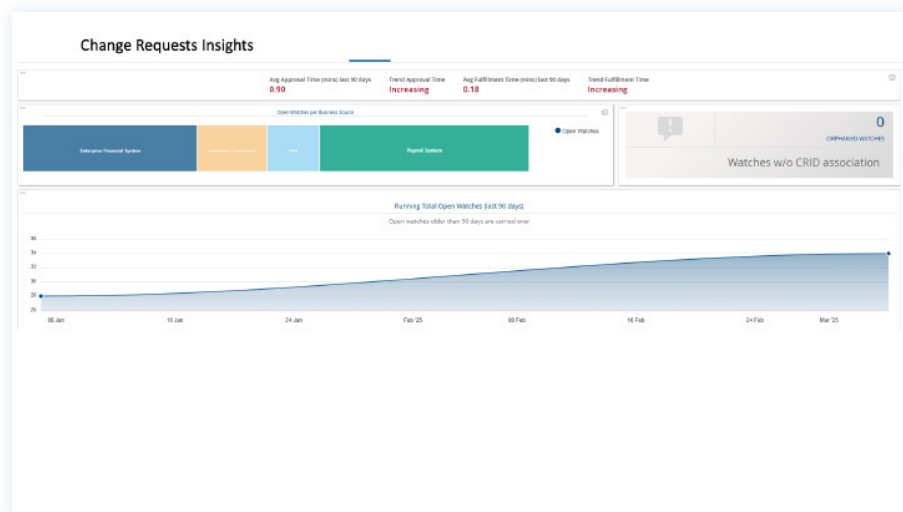 Change Requests Insights
Avg Approval Time (mins) last 90 days
0.90
Trend Approval Time
Increasing
Avg Fulfillment Time (mins) last 90 days
0.18
Trend Fulfillment Time
Increasing
Open Watches per Business Source
Enterprise Financial System
Payroll System
Open Watches
0
ORPHANED WATCHES
Watches w/o CRID association
Running Total Open Watches (last 90 days)
Open watches older than 90 days are carried over
36
34
32
30
28
26
08 Jan
16 Jan
24 Jan
Feb '25
08 Feb
16 Feb
24 Feb
Mar '25